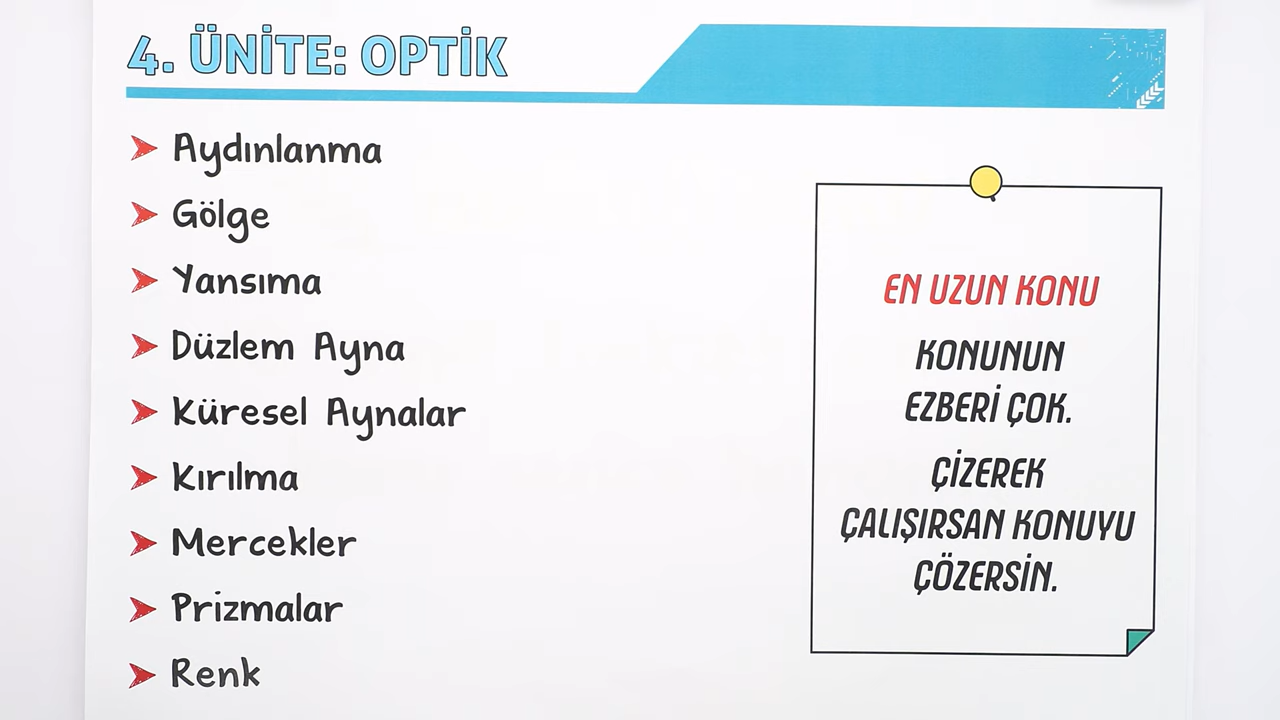 4. ÜNİTE: OPTİK
Aydınlanma
Gölge
Yansıma
Düzlem Ayna
Küresel Aynalar
Kırılma
Mercekler
Prizmalar
Renk
EN UZUN KONU
KONUNUN
EZBERİ ÇOK.
ÇİZEREK
ÇALIŞIRSAN KONUYU
ÇÖZERSİN.